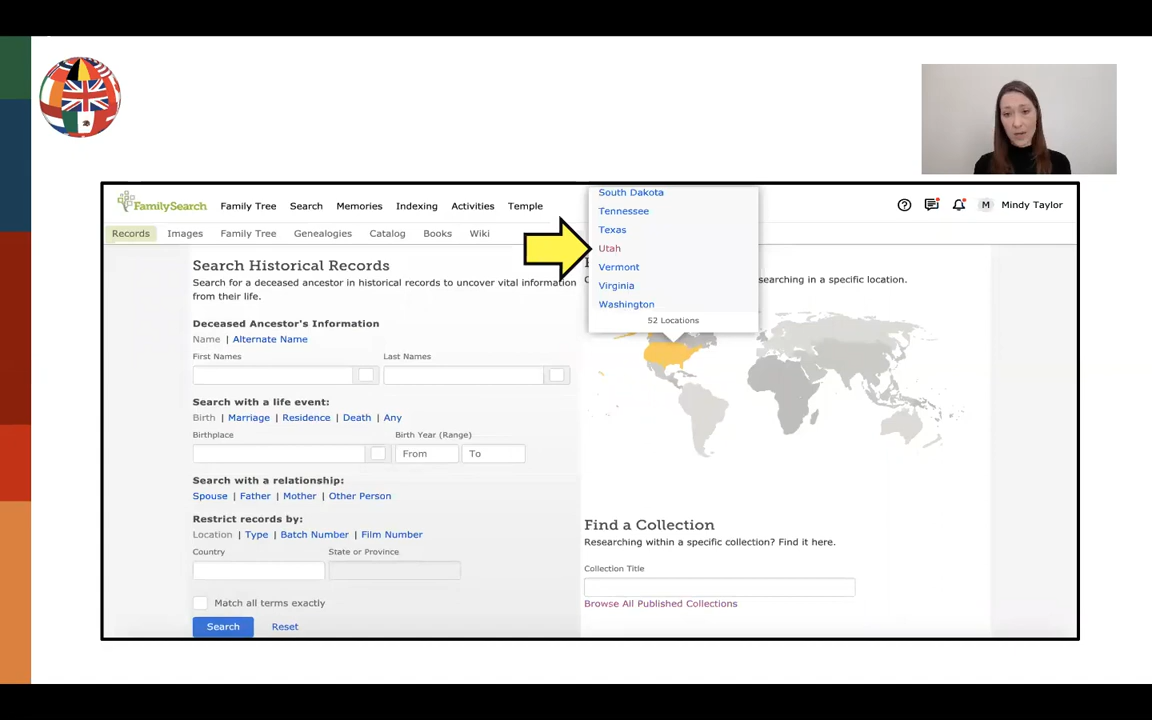 FamilySearch Family Tree Search Memories Indexing Activities Temple
Mindy Taylor
M
Records Images Family Tree Genealogies Catalog Books Wiki
South Dakota
Tennessee
Texas
Utah
Vermont
Virginia
Washington
52 Locations
Search Historical Records
Search for a deceased ancestor in historical records to uncover vital information
from their life.
Deceased Ancestor's Information
Name | Alternate Name
First Names Last Names
Search with a life event:
Birth | Marriage | Residence | Death | Any
Birthplace Birth Year (Range)
From To
Search with a relationship:
Spouse | Father | Mother | Other Person
Restrict records by:
Location | Type | Batch Number | Film Number
Country State or Province
Match all terms exactly
Search Reset
searching in a specific location.
Find a Collection
Researching within a specific collection? Find it here.
Collection Title
Browse All Published Collections